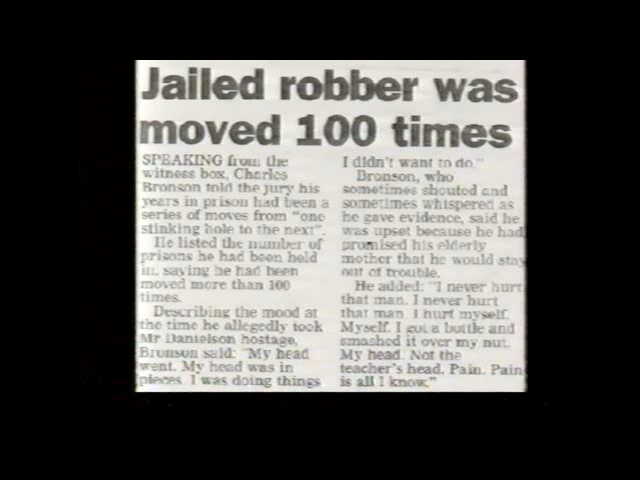 Jailed robber was
moved 100 times
SPEAKING from the
witness box, Charles
Bronson told the jury his
years in prison had been a
series of moves from "one
stinking hole to the next".
He listed the number of
prisons he had been held
in, saying he had been
moved more than 100
times.
Describing the mood at
the time he allegedly took
Mr Danielson hostage,
Bronson said: "My head
went. My head was in
pieces. I was doing things
I didn't want to do."
Bronson, who
sometimes shouted and
sometimes whispered as
he gave evidence, said he
was upset because he had
promised his elderly
mother that he would stay
out of trouble.
He added: "I never hurt
that man. I never hurt
that man. I hurt myself.
Myself. I got a bottle and
smashed it over my nut.
My head. Not the
teacher's head. Pain. Pain
is all I know."